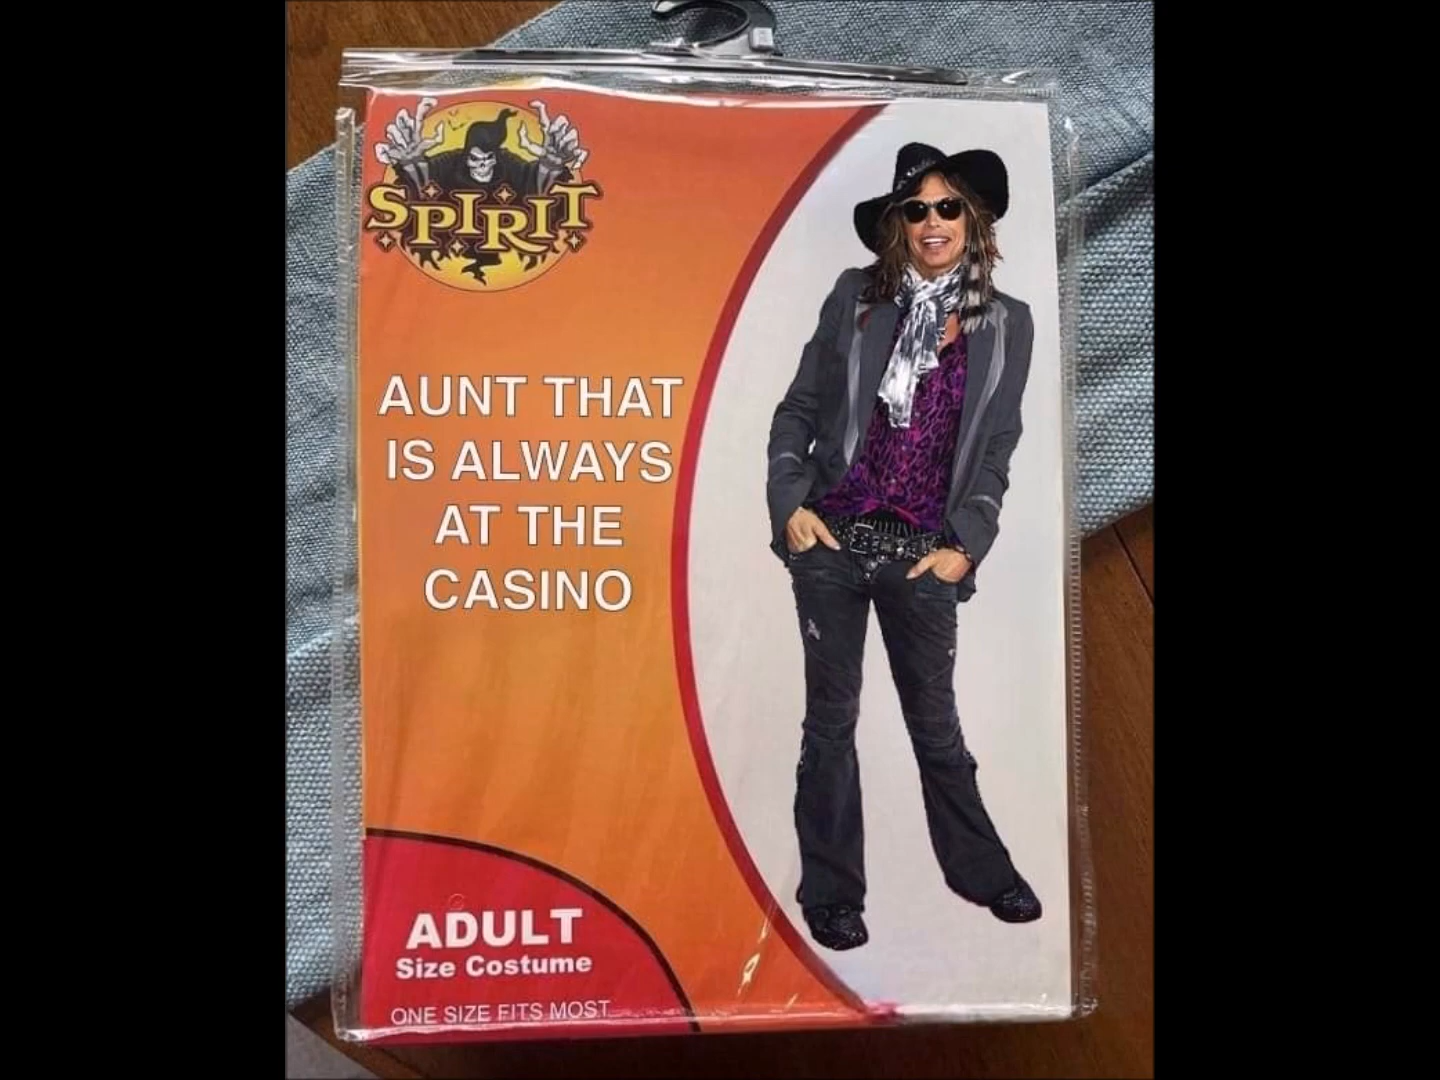 SPIRIT
AUNT THAT
IS ALWAYS
AT THE
CASINO
ADULT
Size Costume
ONE SIZE FITS MOST